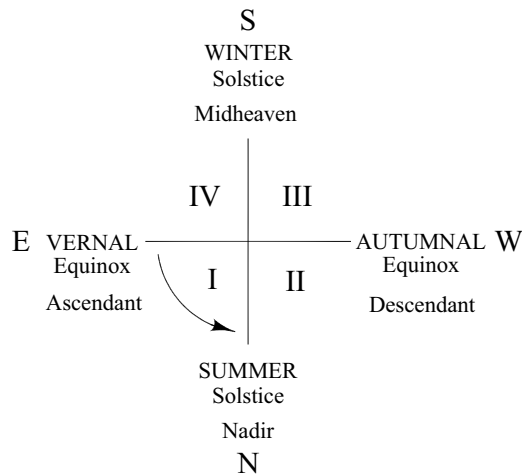 S
WINTER
Solstice
Midheaven
IV III
E VERNAL AUTUMNAL W
Equinox Equinox
I II
Ascendant Descendant
SUMMER
Solstice
Nadir
N